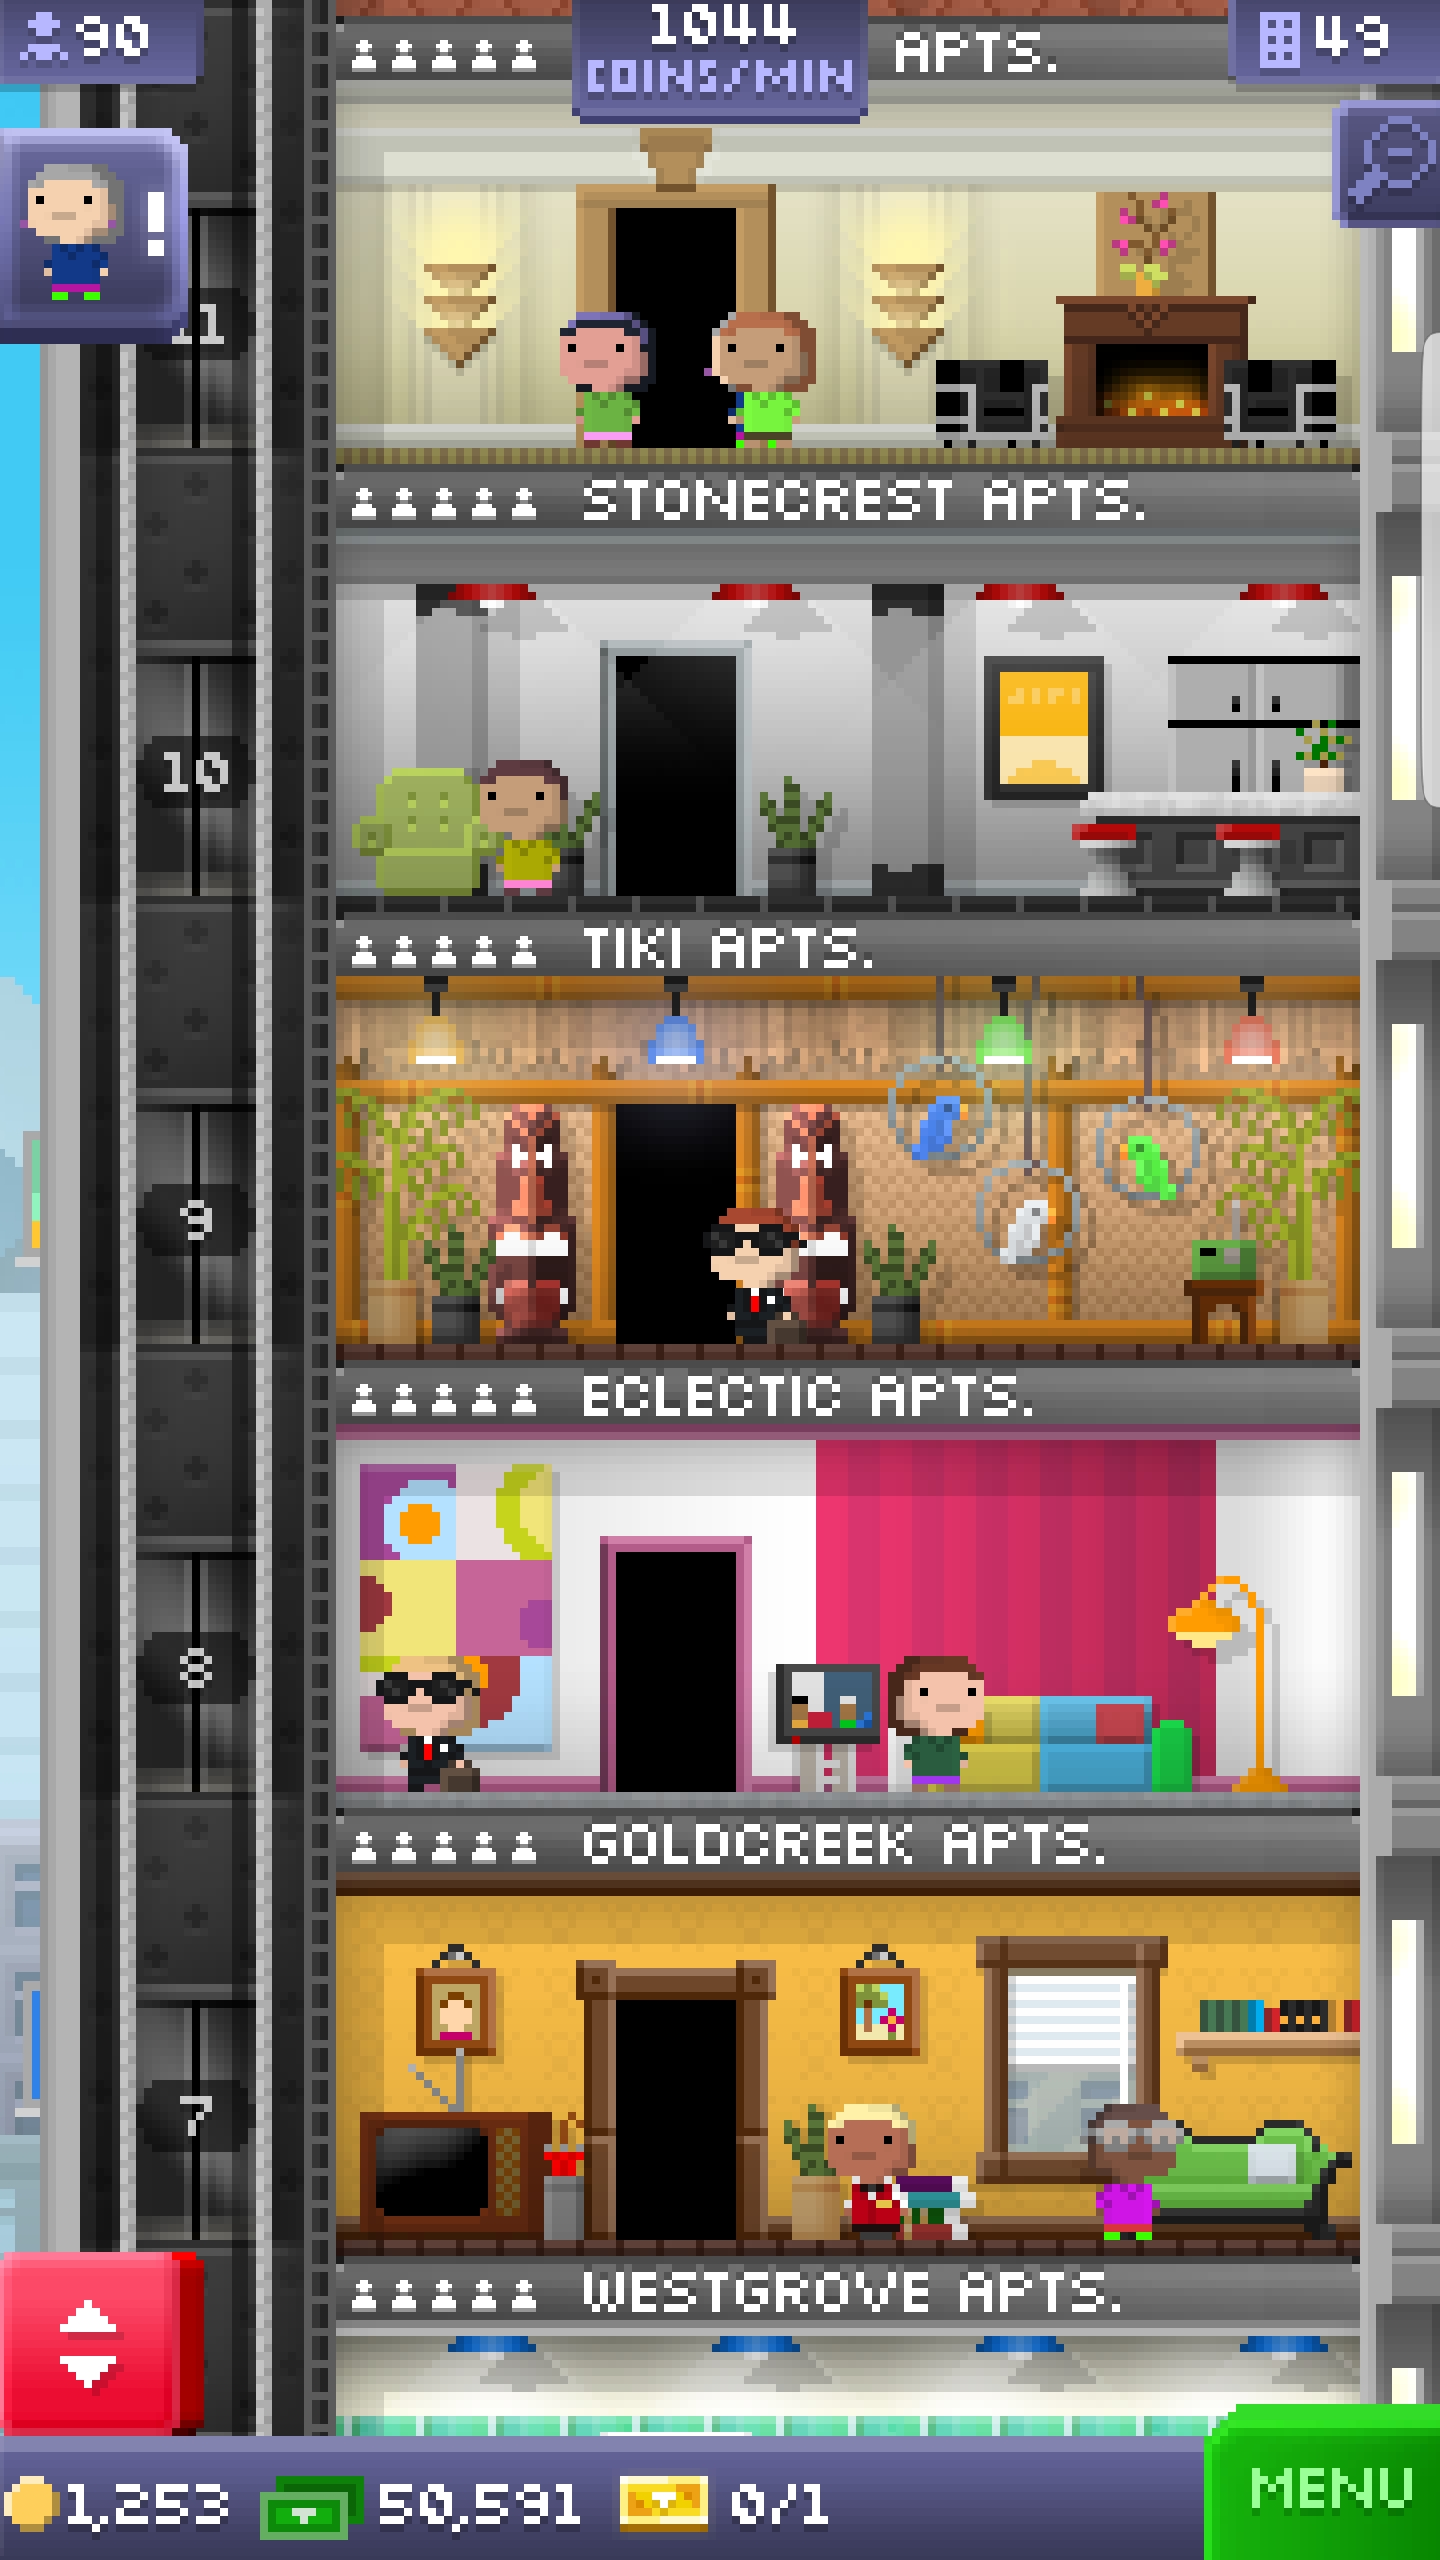 90
1044
COINS/MIN
APTS.
49
!
11
STONECREST APTS.
10
TIKI APTS.
9
ECLECTIC APTS.
8
GOLDCREEK APTS.
7
WESTGROVE APTS.
1,253
50,591
0/1
MENU